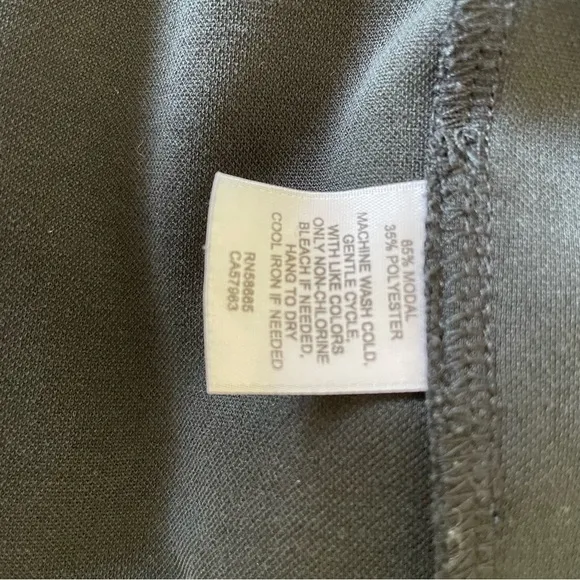 65% MODAL
35% POLYESTER
MACHINE WASH COLD,
GENTLE CYCLE,
WITH LIKE COLORS
ONLY NON-CHLORINE
BLEACH IF NEEDED,
HANG TO DRY
COOL IRON IF NEEDED
RN58665
CA57963